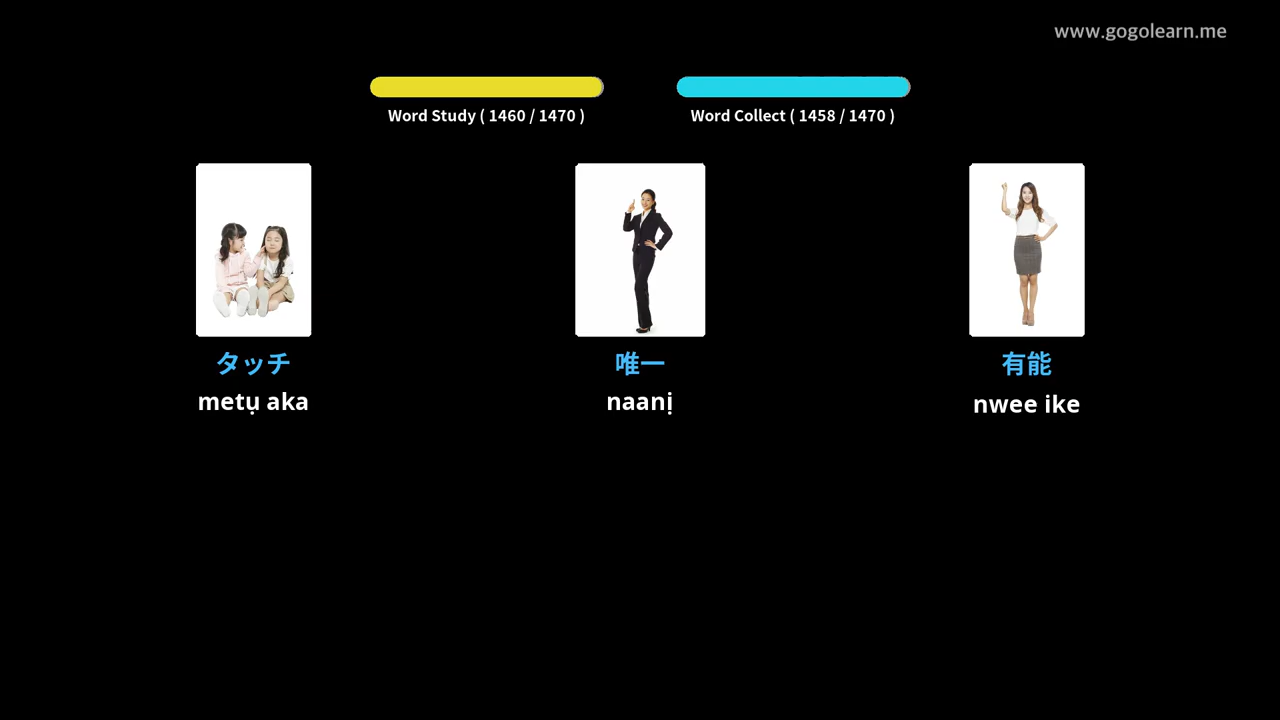 www.gogolearn.me
Word Study ( 1460 / 1470 )
Word Collect ( 1458 / 1470 )
タッチ
metụ aka
唯一
naanị
有能
nwee ike